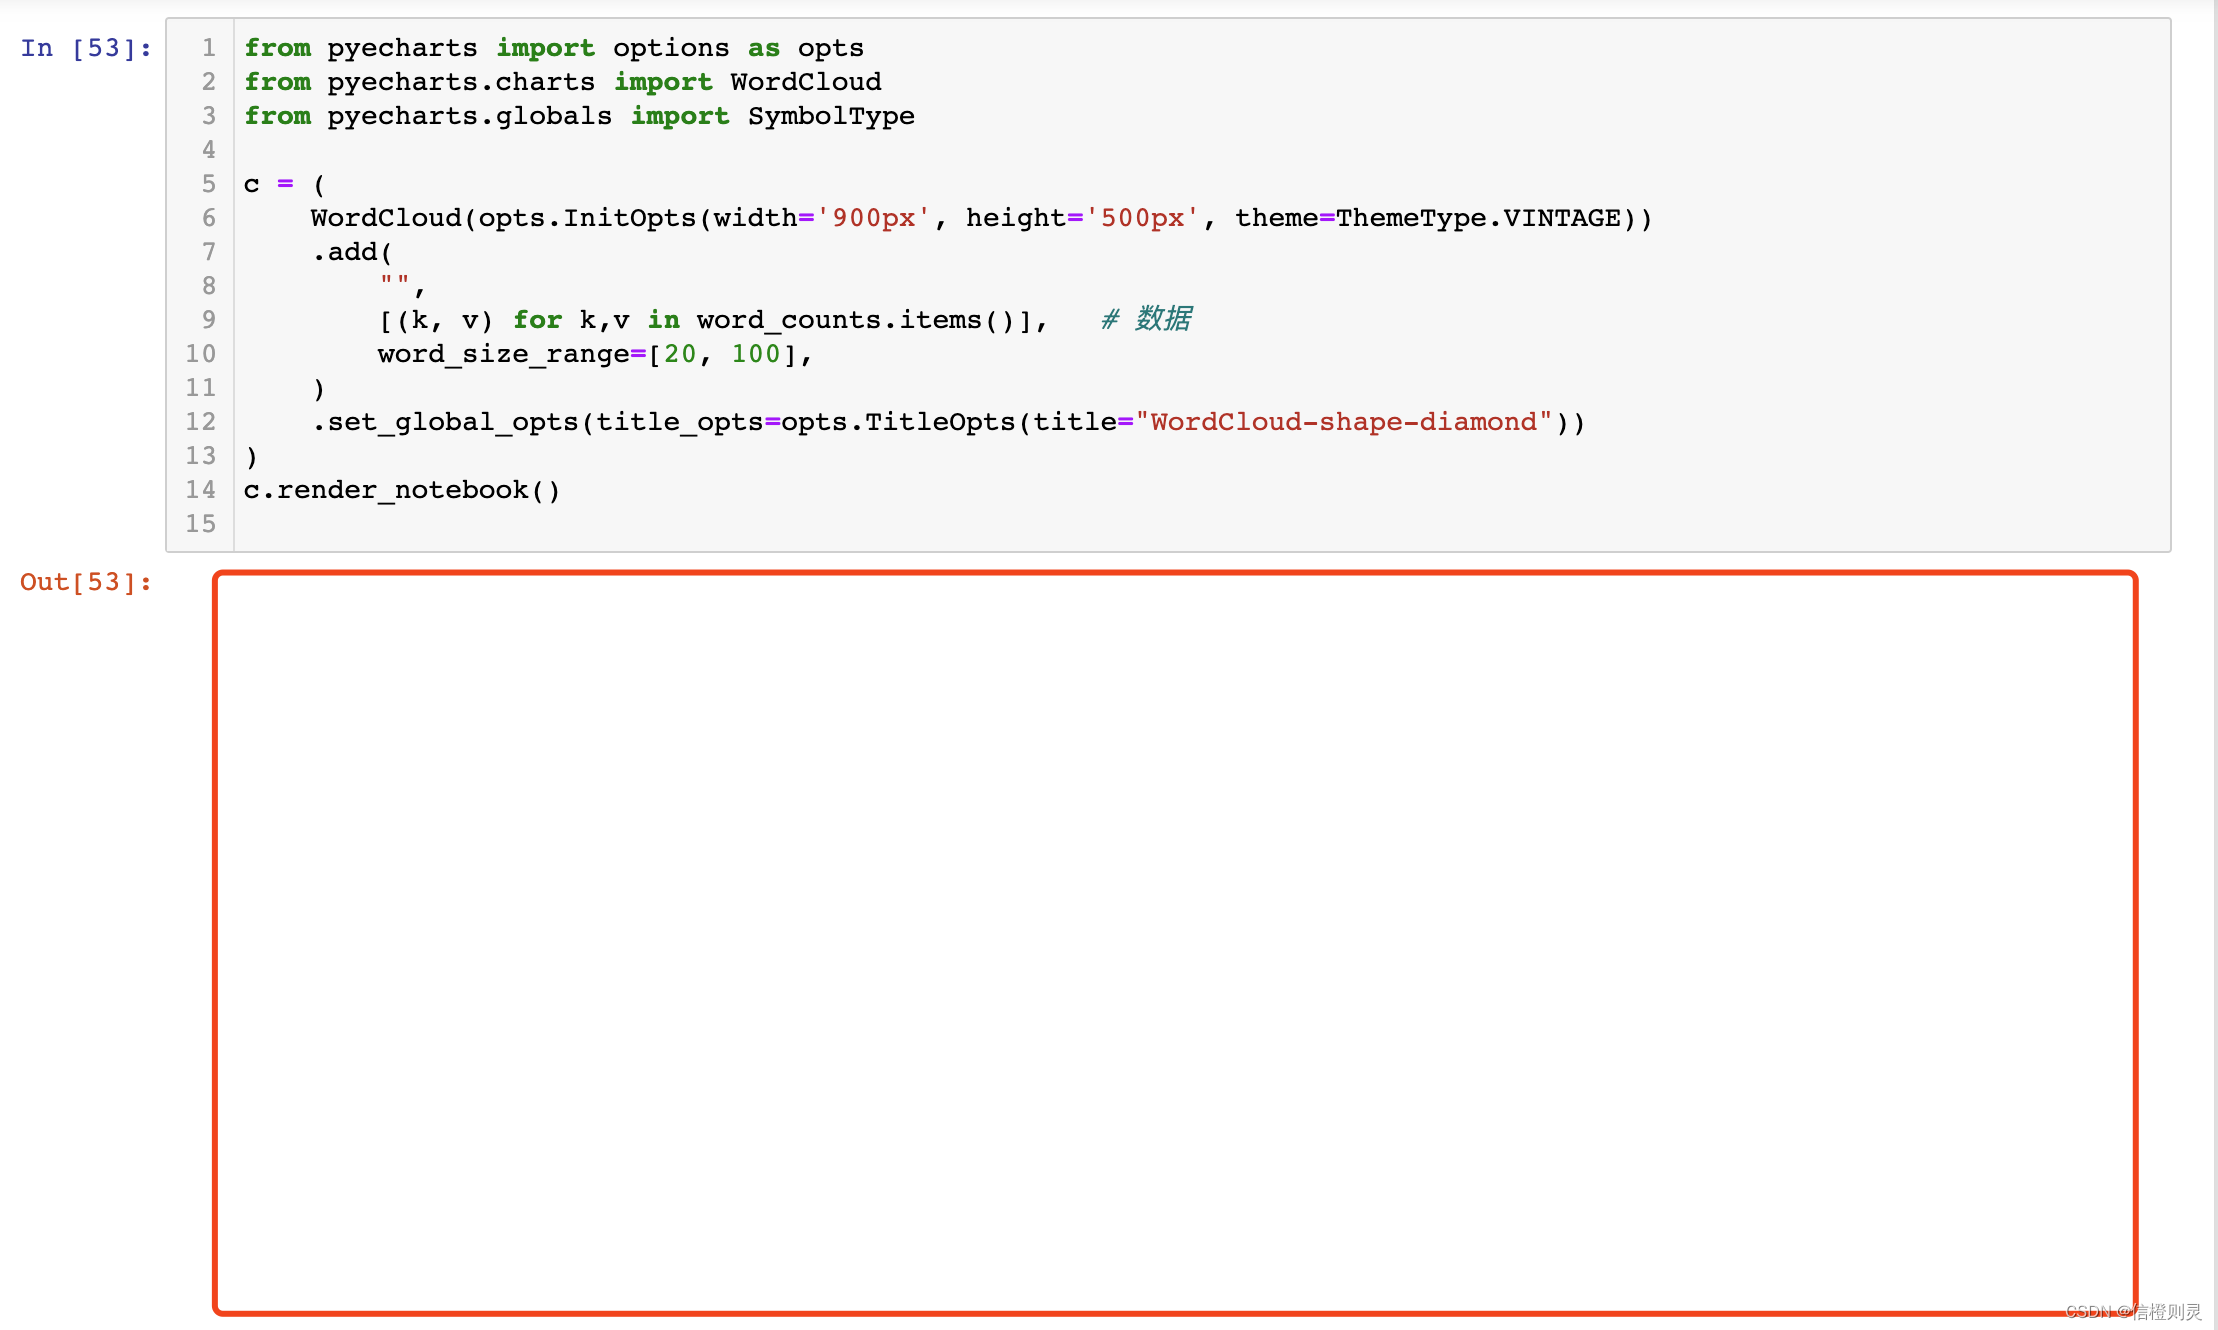 In [53]:
1 from pyecharts import options as opts
2 from pyecharts.charts import WordCloud
3 from pyecharts.globals import SymbolType
4
5 c = (
6     WordCloud(opts.InitOpts(width='900px', height='500px', theme=ThemeType.VINTAGE))
7     .add(
8         "",
9         [(k, v) for k,v in word_counts.items()],   # 数据
10         word_size_range=[20, 100],
11     )
12     .set_global_opts(title_opts=opts.TitleOpts(title="WordCloud-shape-diamond"))
13 )
14 c.render_notebook()
15
Out[53]:
CSDN @信橙则灵